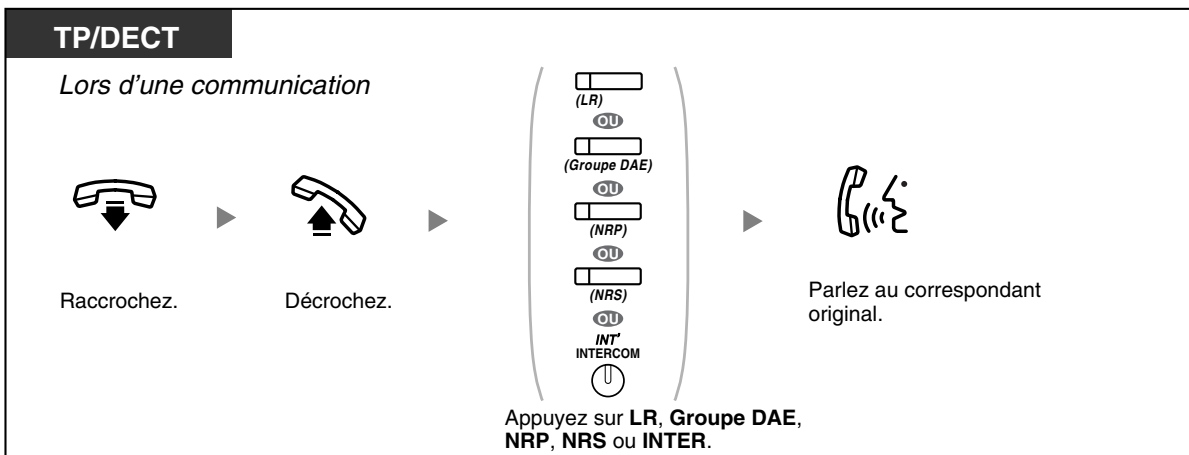 TP/DECT
Lors d'une communication
(LR)
OU
(Groupe DAE)
OU
(NRP)
OU
(NRS)
OU
INT'
INTERCOM
Raccrochez.
Décrochez.
Appuyez sur LR, Groupe DAE,
NRP, NRS ou INTER.
Parlez au correspondant
original.